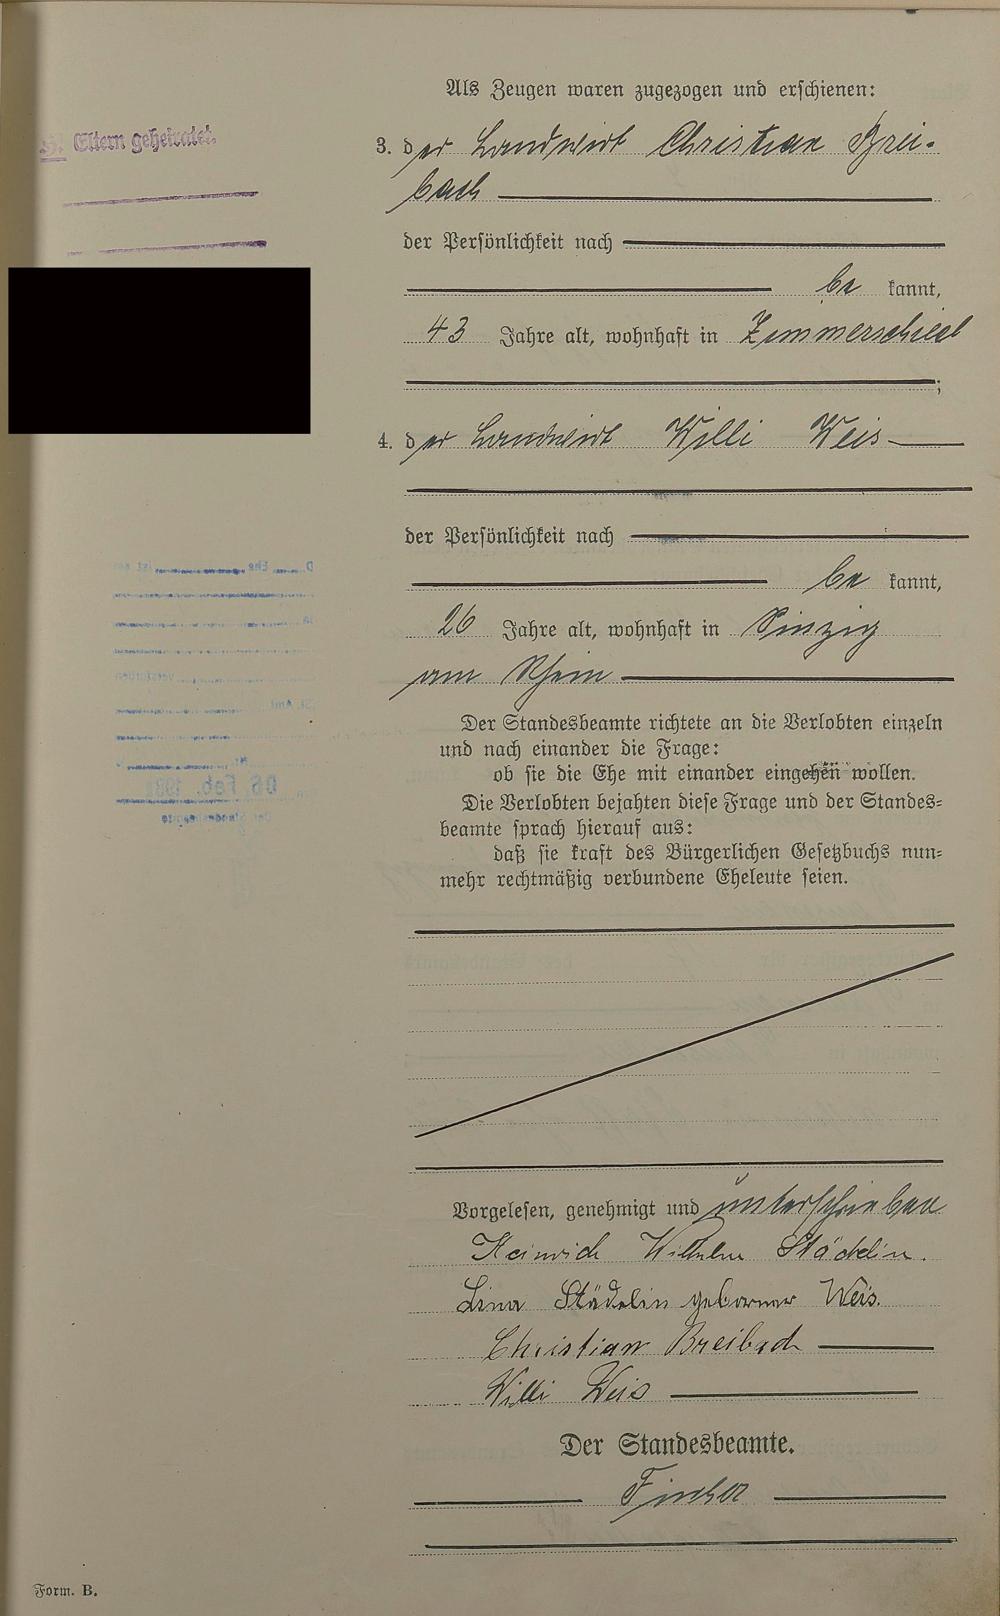 Als Zeugen waren zugezogen und erschienen:
Eltern geheiratet.
3. der Landwirt Christian Brei-
bach
der Persönlichkeit nach
be kannt,
43 Jahre alt, wohnhaft in Zimmerschied
;
4. der Landwirt Willi Weis
der Persönlichkeit nach
be kannt,
26 Jahre alt, wohnhaft in Sinzig
am Rhein
Der Standesbeamte richtete an die Verlobten einzeln
und nach einander die Frage:
ob sie die Ehe mit einander eingehen wollen.
Die Verlobten bejahten diese Frage und der Standes-
beamte sprach hierauf aus:
daß sie kraft des Bürgerlichen Gesetzbuchs nun-
mehr rechtmäßig verbundene Eheleute seien.
Vorgelesen, genehmigt und unterschrieben
Heinrich Wilhelm Städelin.
Lina Städelin geborner Weis.
Christian Breibach
Willi Weis
Der Standesbeamte.
Form. B.